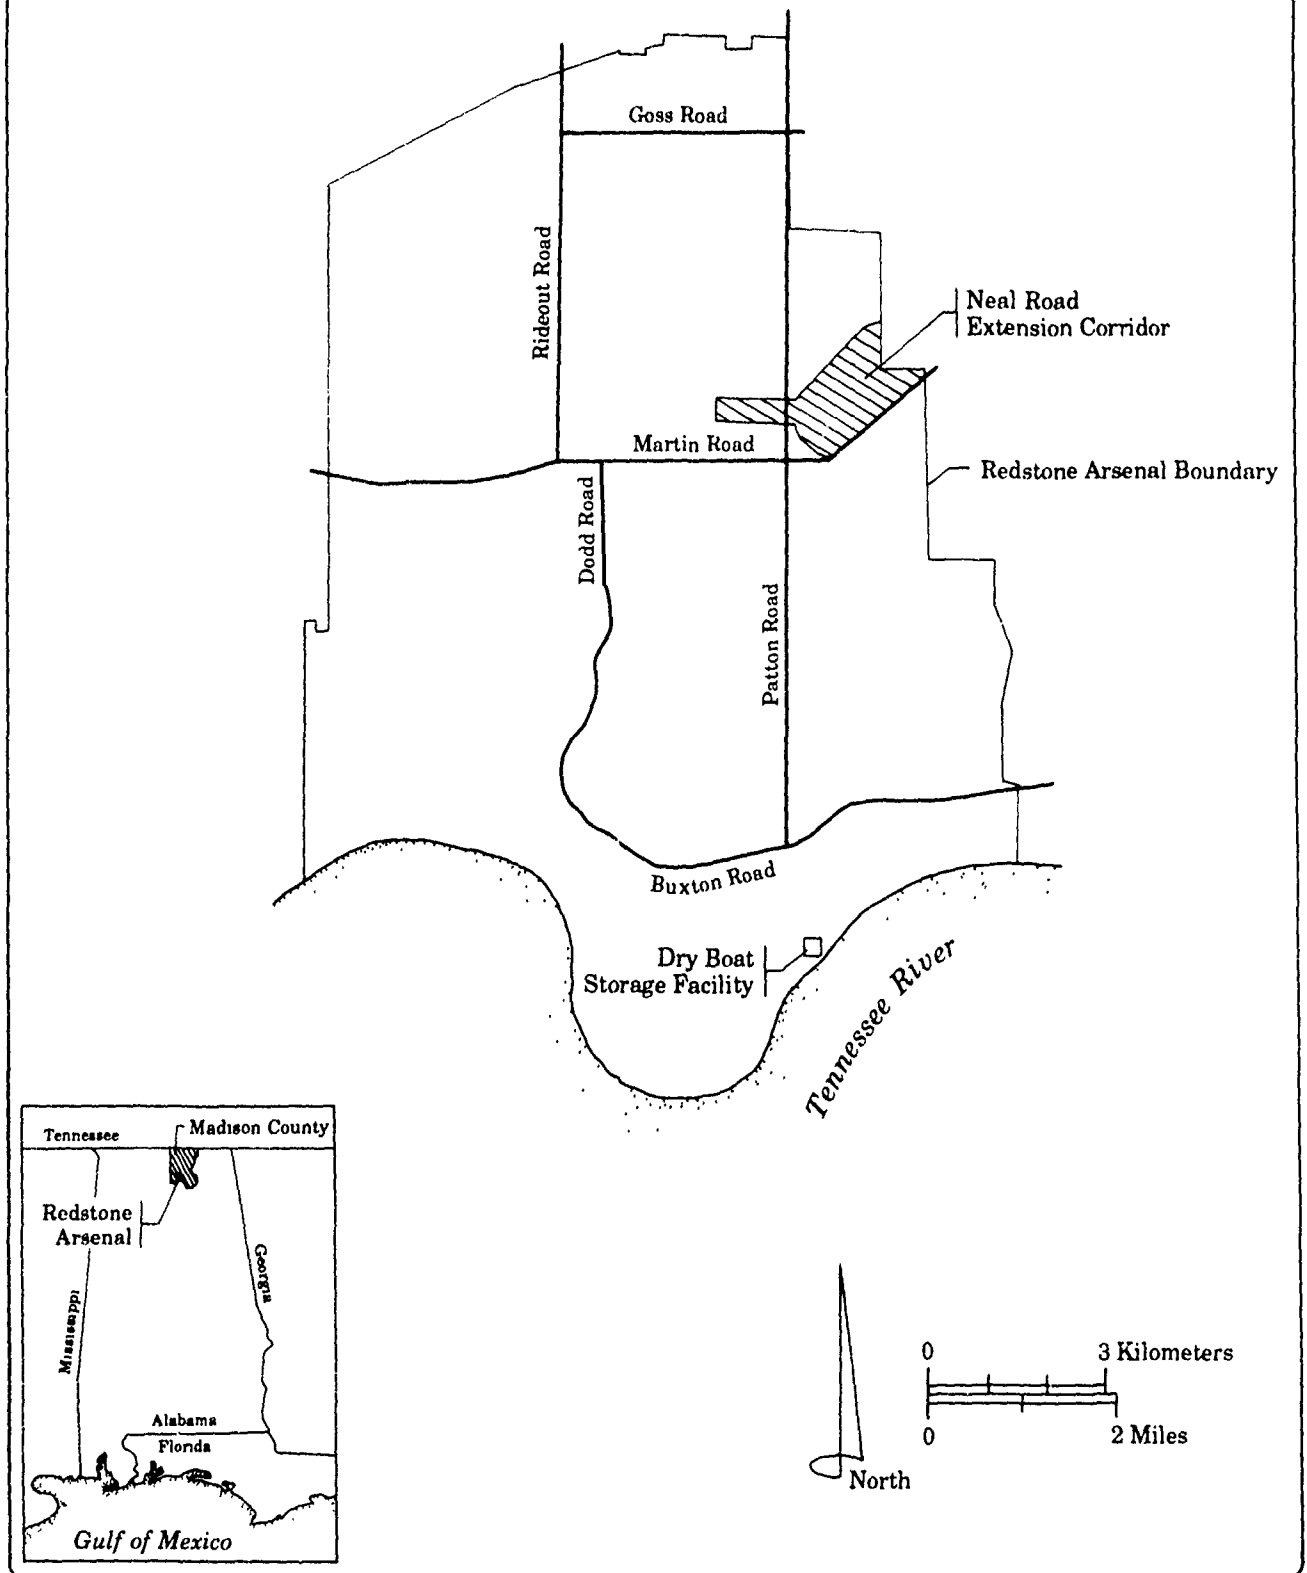 Goss Road
Rideout Road
Neal Road
Extension Corridor
Martin Road
Redstone Arsenal Boundary
Dodd Road
Patton Road
Buxton Road
Dry Boat
Storage Facility
Tennessee River
Madison County
Tennessee
Redstone
Arsenal
Georgia
Mississippi
Alabama
Florida
Gulf of Mexico
0
3 Kilometers
0
2 Miles
North